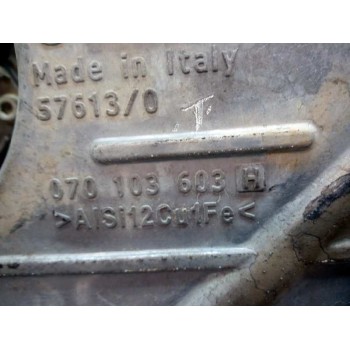 Made in Italy
57613/0 T.
070 103 603 H
>AlSi12Cu1Fe<